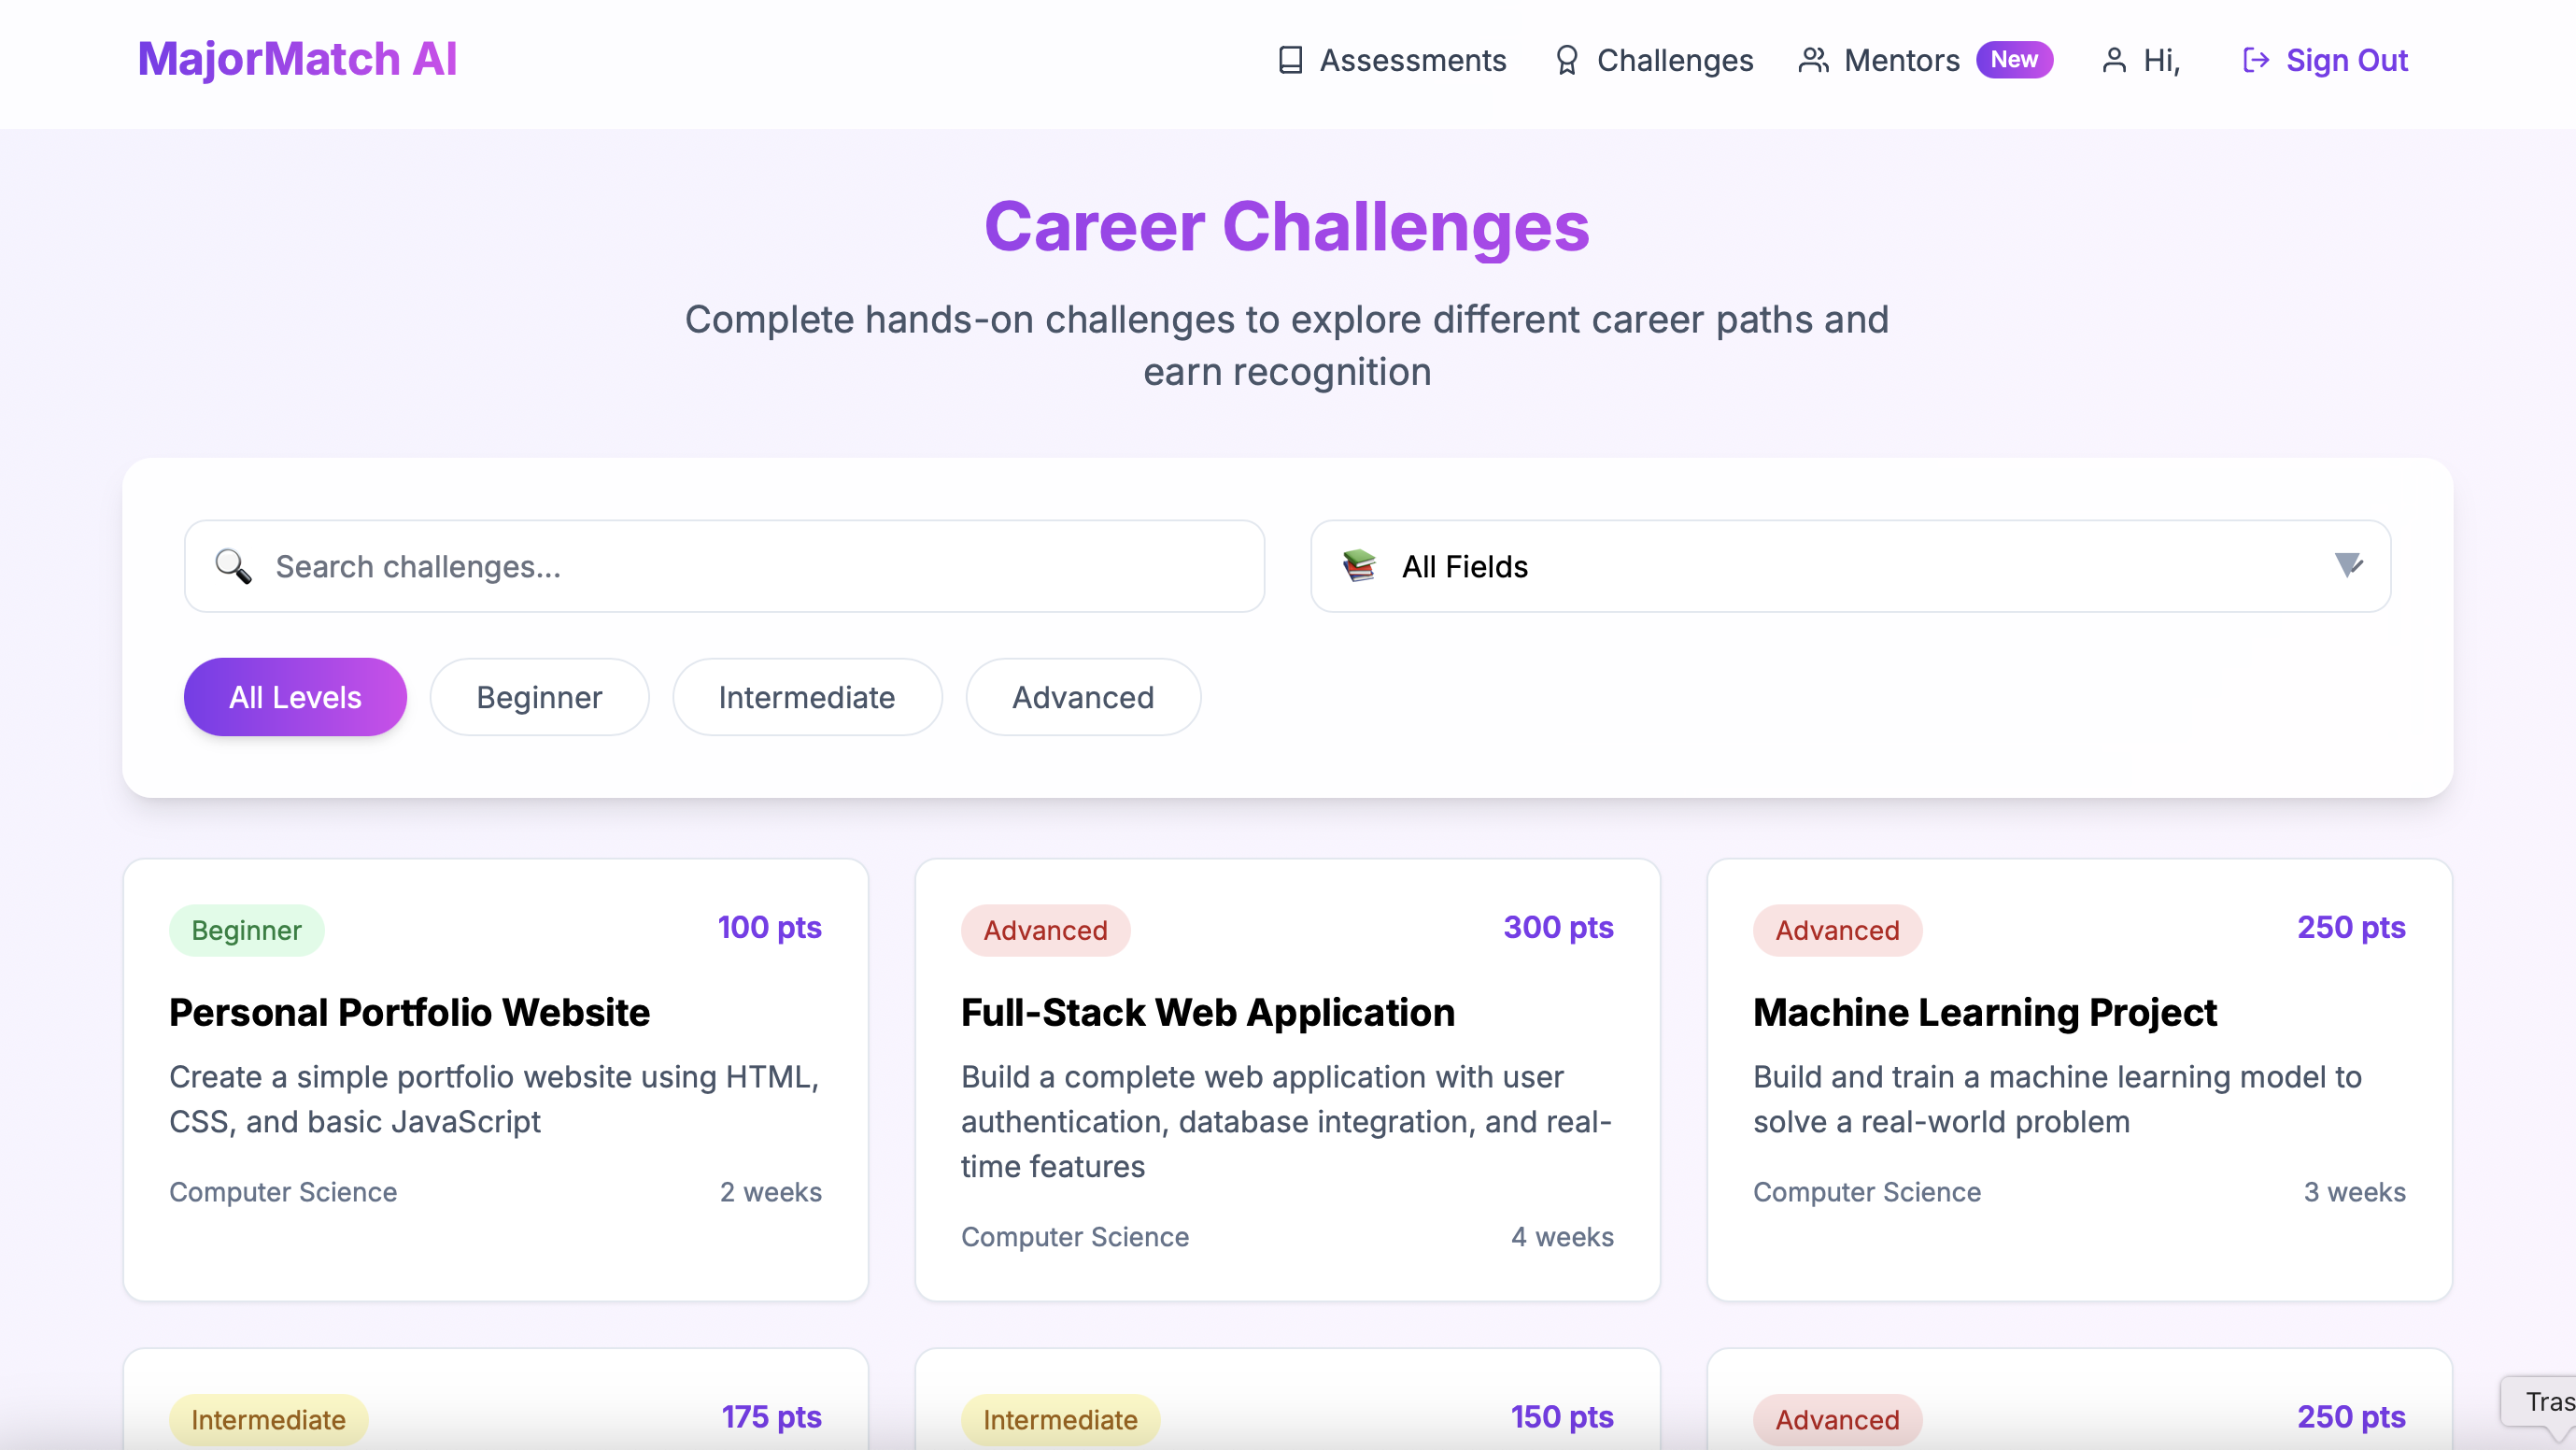 MajorMatch AI
Assessments
Challenges
Mentors New
Hi,
Sign Out
Career Challenges
Complete hands-on challenges to explore different career paths and
earn recognition
Search challenges...
All Fields
All Levels
Beginner
Intermediate
Advanced
Beginner
100 pts
Personal Portfolio Website
Create a simple portfolio website using HTML,
CSS, and basic JavaScript
Computer Science
2 weeks
Advanced
300 pts
Full-Stack Web Application
Build a complete web application with user
authentication, database integration, and real-
time features
Computer Science
4 weeks
Advanced
250 pts
Machine Learning Project
Build and train a machine learning model to
solve a real-world problem
Computer Science
3 weeks
Intermediate
175 pts
Intermediate
150 pts
Advanced
250 pts